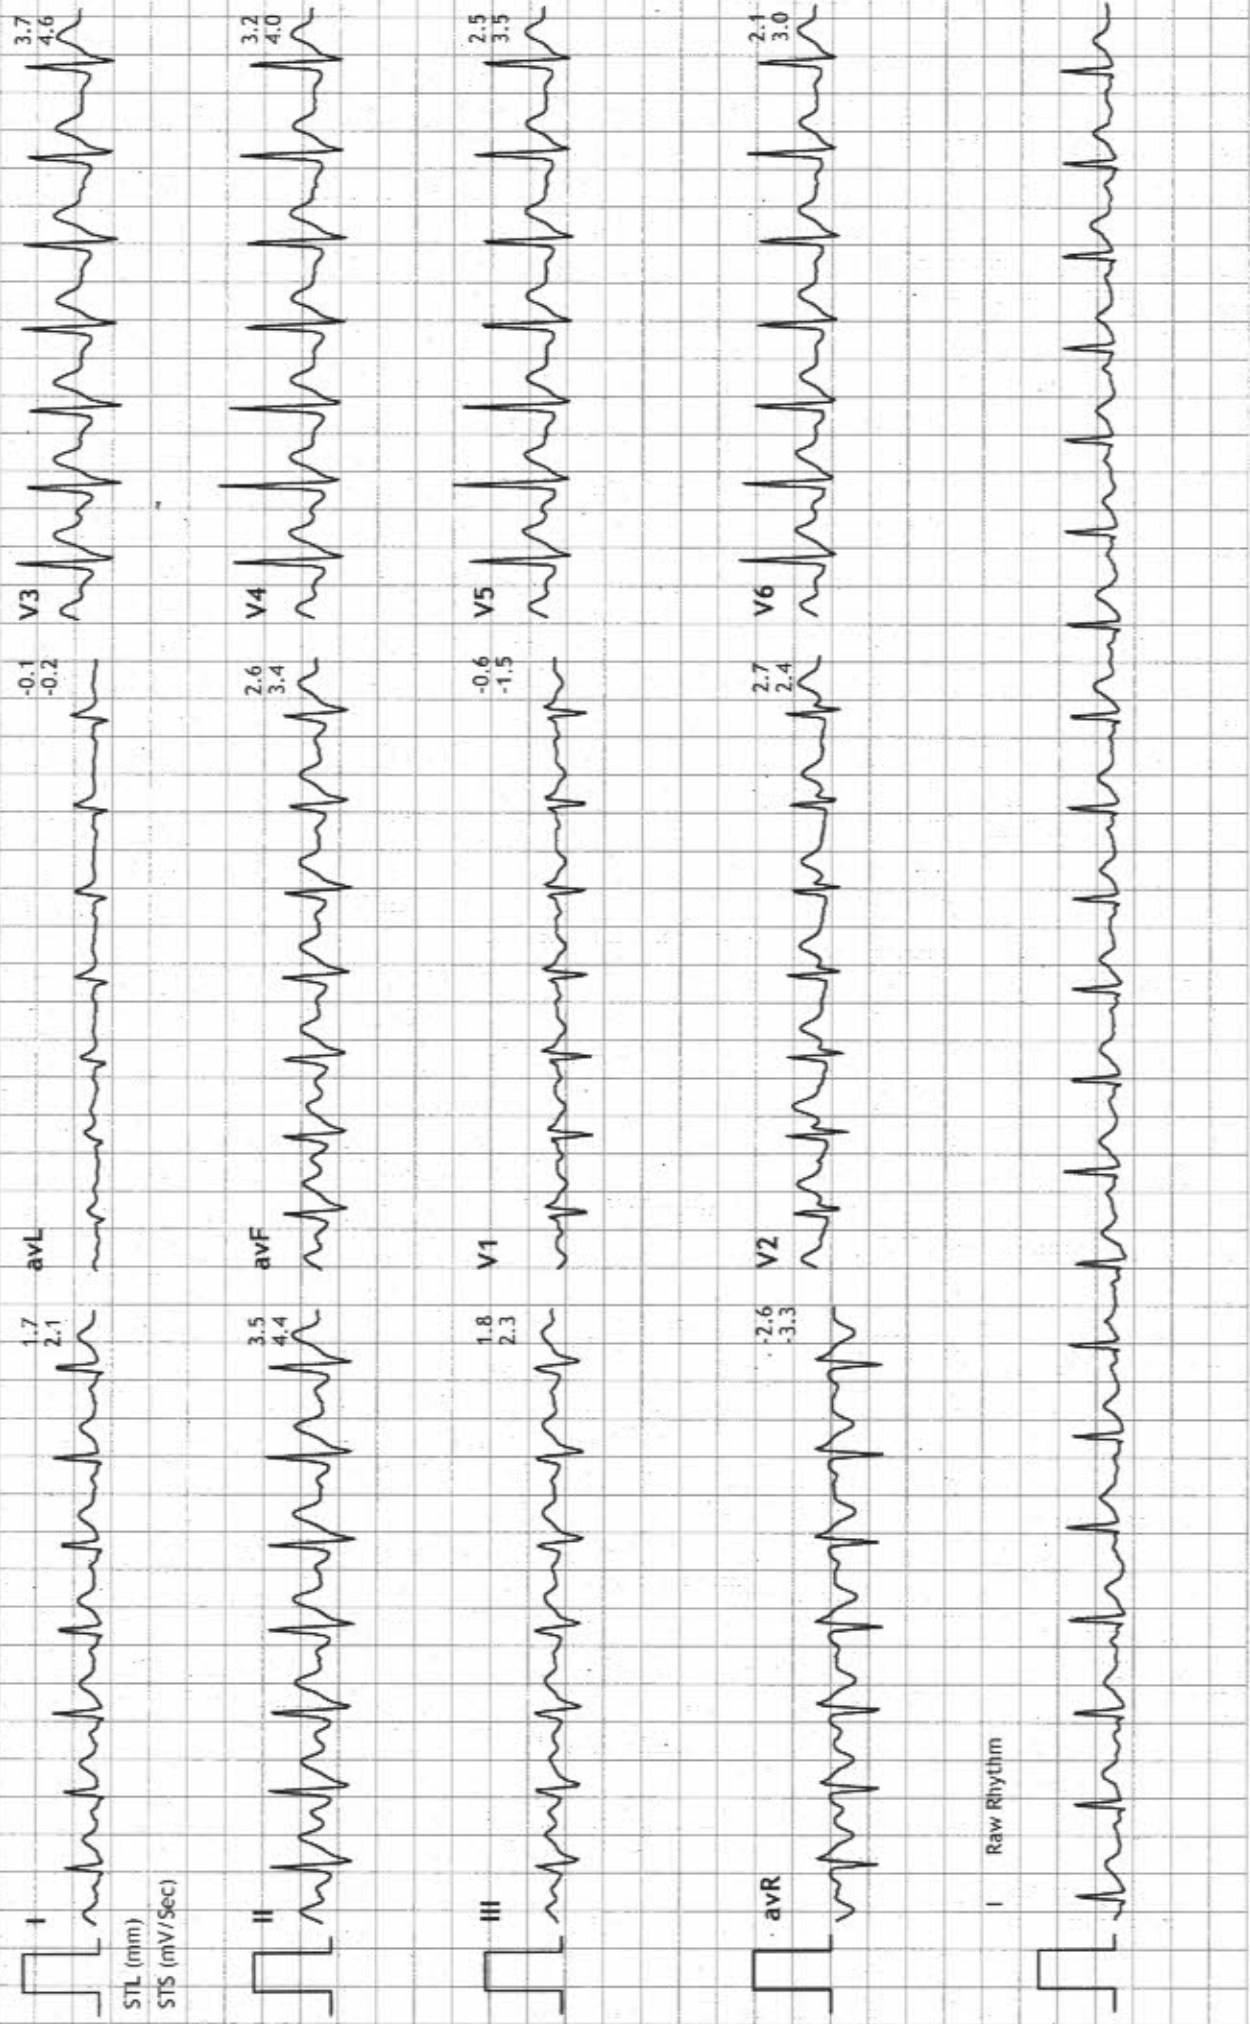 I
1.7
2.1
STL (mm)
STS (mV/Sec)
avL
-0.1
-0.2
V3
3.7
4.6
II
3.5
4.4
avF
2.6
3.4
V4
3.2
4.0
III
1.8
2.3
V1
-0.6
-1.5
V5
2.5
3.5
avR
-2.6
-3.3
V2
2.7
2.4
V6
2.1
3.0
I Raw Rhythm